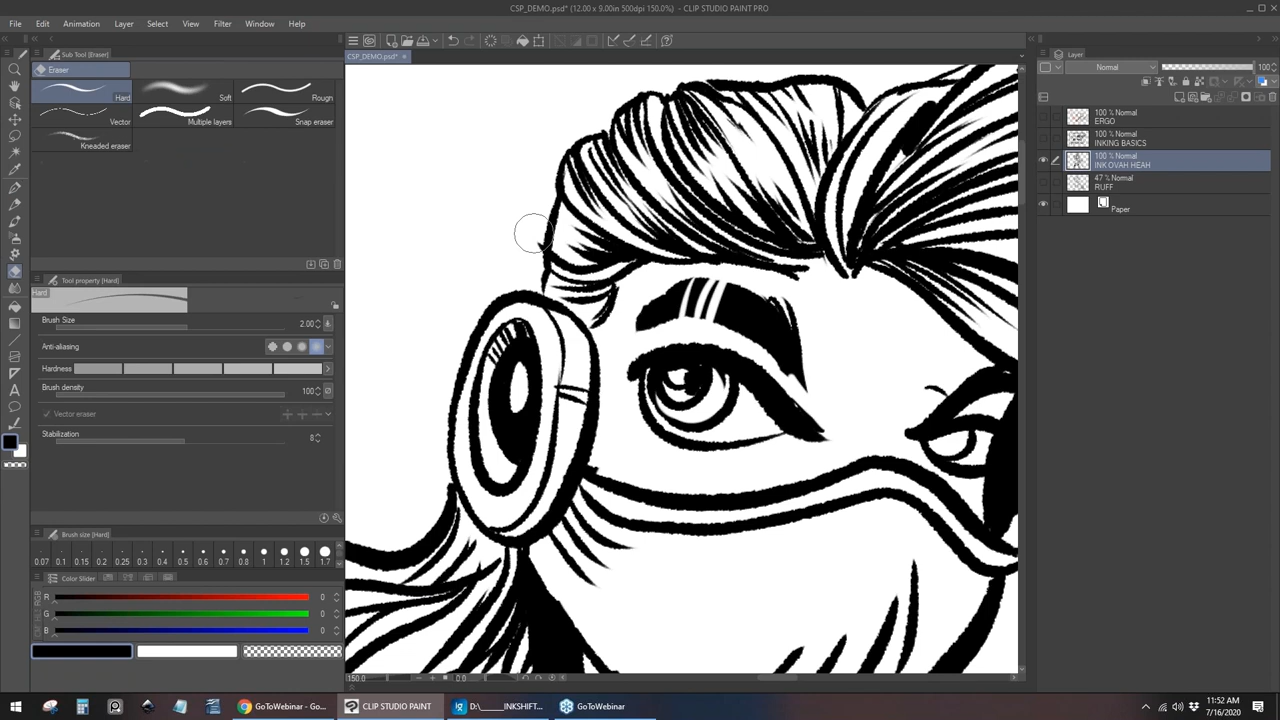 CSP_DEMO.psd* (12.00 x 9.00in 500dpi 150.0%) - CLIP STUDIO PAINT PRO
File Edit Animation Layer Select View Filter Window Help
CSP_DEMO.psd*
Sub Tool [Eraser]
Eraser
Hard Soft Rough
Vector Multiple layers Snap eraser
Kneaded eraser
Tool property [Hard]
Hard
Brush Size 2.00
Anti-aliasing
Hardness
Brush density 100
Vector eraser
Stabilization 8
Brush size [Hard]
0.07 0.1 0.15 0.2 0.25 0.3 0.4 0.5 0.6 0.7 0.8 1 1.2 1.5 1.7
Color Slider
R 0
G 0
B 0
150.0 0.0
Layer
Normal 100
100 % Normal
ERGO
100 % Normal
INKING BASICS
100 % Normal
INK OVAH HEAH
47 % Normal
RUFF
Paper
GoToWebinar - Go...
CLIP STUDIO PAINT
D:\_____INKSHIFT...
GoToWebinar
11:52 AM
7/16/2020